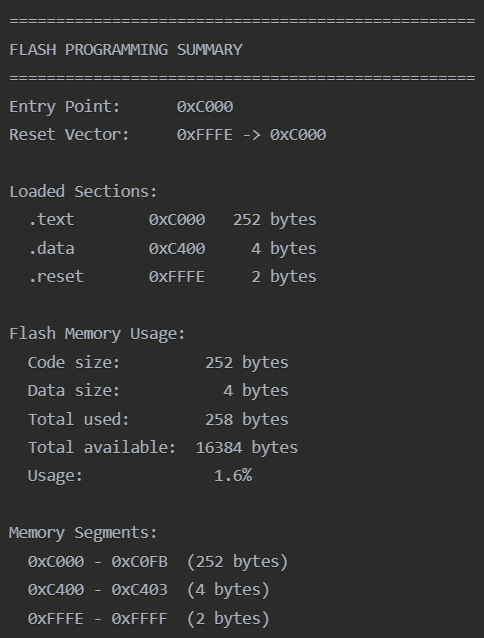 ==================================================
FLASH PROGRAMMING SUMMARY
==================================================
Entry Point:      0xC000
Reset Vector:     0xFFFE -> 0xC000

Loaded Sections:
  .text        0xC000   252 bytes
  .data        0xC400     4 bytes
  .reset       0xFFFE     2 bytes

Flash Memory Usage:
  Code size:         252 bytes
  Data size:           4 bytes
  Total used:        258 bytes
  Total available:  16384 bytes
  Usage:              1.6%

Memory Segments:
  0xC000 - 0xC0FB  (252 bytes)
  0xC400 - 0xC403  (4 bytes)
  0xFFFE - 0xFFFF  (2 bytes)